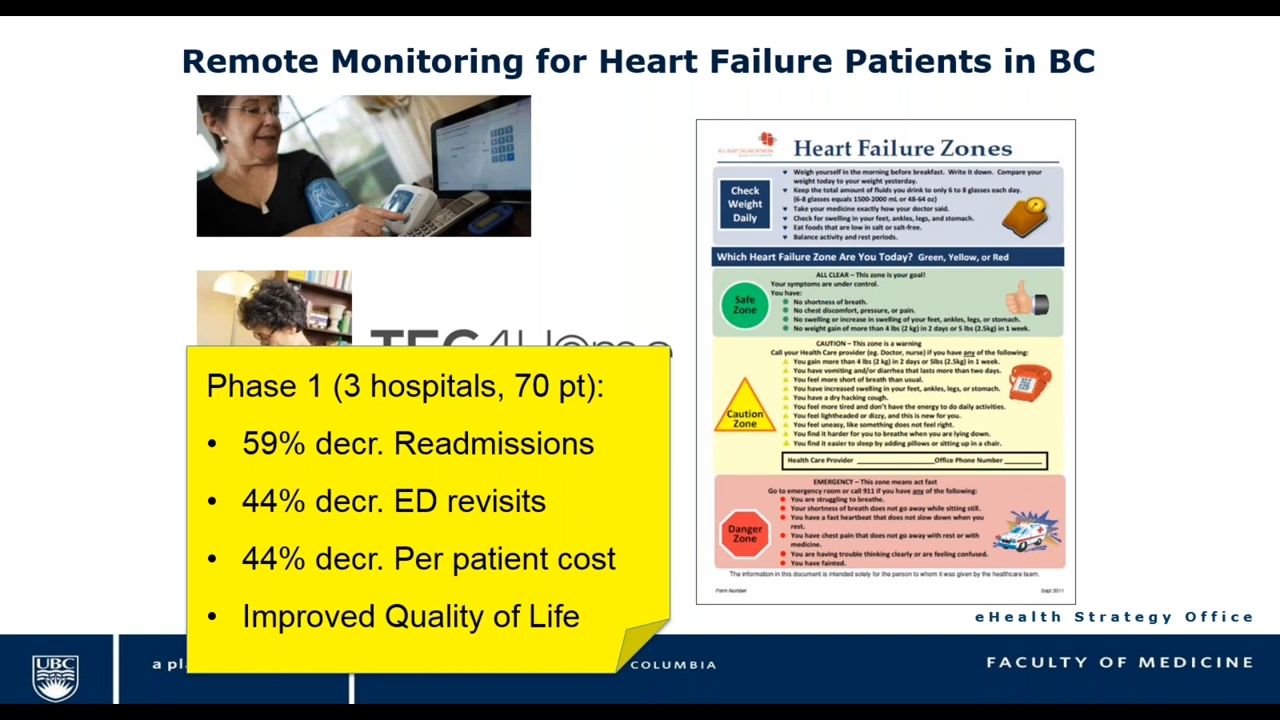 Remote Monitoring for Heart Failure Patients in BC
Phase 1 (3 hospitals, 70 pt):
• 59% decr. Readmissions
• 44% decr. ED revisits
• 44% decr. Per patient cost
• Improved Quality of Life
Heart Failure Zones
Check
Weight
Daily
Weigh yourself in the morning before breakfast. Write it down. Compare your
weight today to your weight yesterday.
Keep the total amount of fluids you drink to only 6 to 8 glasses each day.
(6-8 glasses equals 1500-2000 mL or 48-64 oz)
Take your medicine exactly how your doctor said.
Check for swelling in your feet, ankles, legs, and stomach.
Eat foods that are low in salt or salt-free.
Balance activity and rest periods.
Which Heart Failure Zone Are You Today? Green, Yellow, or Red
Safe
Zone
ALL CLEAR – This zone is your goal!
Your symptoms are under control.
You have:
No shortness of breath.
No chest discomfort, pressure, or pain.
No swelling or increase in swelling of your feet, ankles, legs, or stomach.
No weight gain of more than 4 lbs (2 kg) in 2 days or 5 lbs (2.5kg) in 1 week.
Caution
Zone
CAUTION – This zone is a warning
Call your Health Care provider (eg. Doctor, nurse) if you have any of the following:
You gain more than 4 lbs (2 kg) in 2 days or 5lbs (2.5kg) in 1 week.
You have vomiting and/or diarrhea that lasts more than two days.
You feel more short of breath than usual.
You have increased swelling in your feet, ankles, legs, or stomach.
You have a dry hacking cough.
You feel more tired and don't have the energy to do daily activities.
You feel lightheaded or dizzy, and this is new for you.
You feel uneasy, like something does not feel right.
You find it harder for you to breathe when you are lying down.
You find it easier to sleep by adding pillows or sitting up in a chair.
Health Care Provider ____________________Office Phone Number _________
Danger
Zone
EMERGENCY – This zone means act fast
Go to emergency room or call 911 if you have any of the following:
You are struggling to breathe.
Your shortness of breath does not go away while sitting still.
You have a fast heartbeat that does not slow down when you
rest.
You have chest pain that does not go away with rest or with
medicine.
You are having trouble thinking clearly or are feeling confused.
You have fainted.
The information in this document is intended solely for the person to whom it was given by the healthcare team.
Form Number
Sept 2011
eHealth Strategy Office
UBC
a pl
COLUMBIA
FACULTY OF MEDICINE